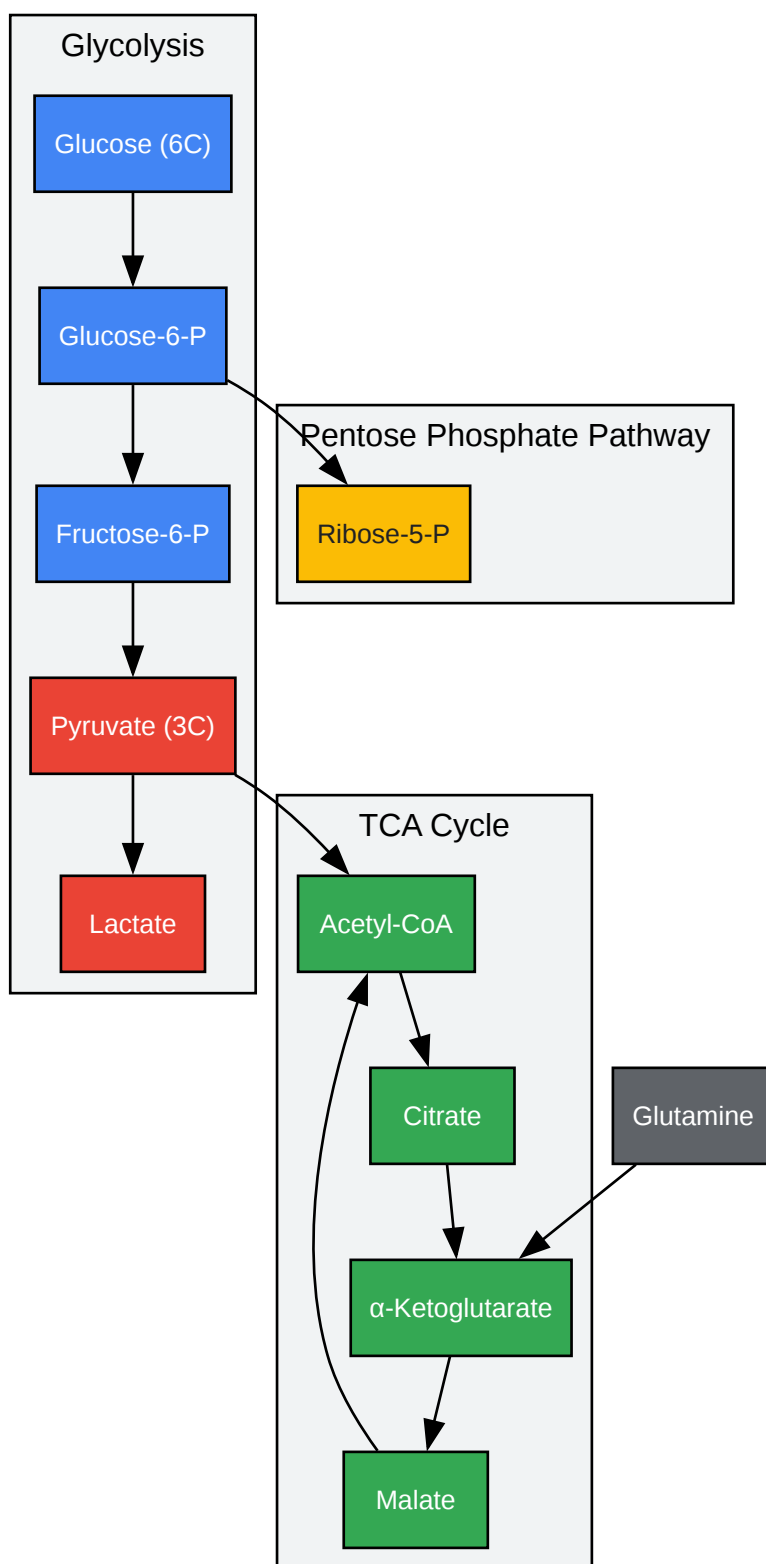 Glycolysis
Glucose (6C)
Glucose-6-P
Pentose Phosphate Pathway
Fructose-6-P
Ribose-5-P
Pyruvate (3C)
TCA Cycle
Lactate
Acetyl-CoA
Citrate
Glutamine
α-Ketoglutarate
Malate